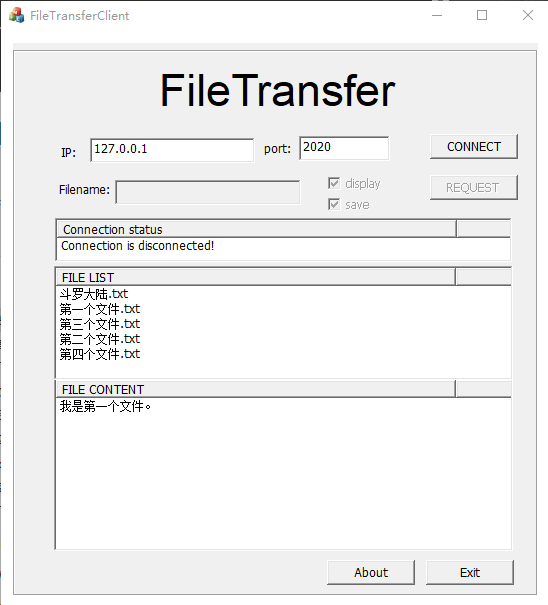 FileTransferClient
FileTransfer
IP: 127.0.0.1 port: 2020 CONNECT
Filename: display REQUEST
save
Connection status
Connection is disconnected!
FILE LIST
斗罗大陆.txt
第一个文件.txt
第三个文件.txt
第二个文件.txt
第四个文件.txt
FILE CONTENT
我是第一个文件。
About Exit